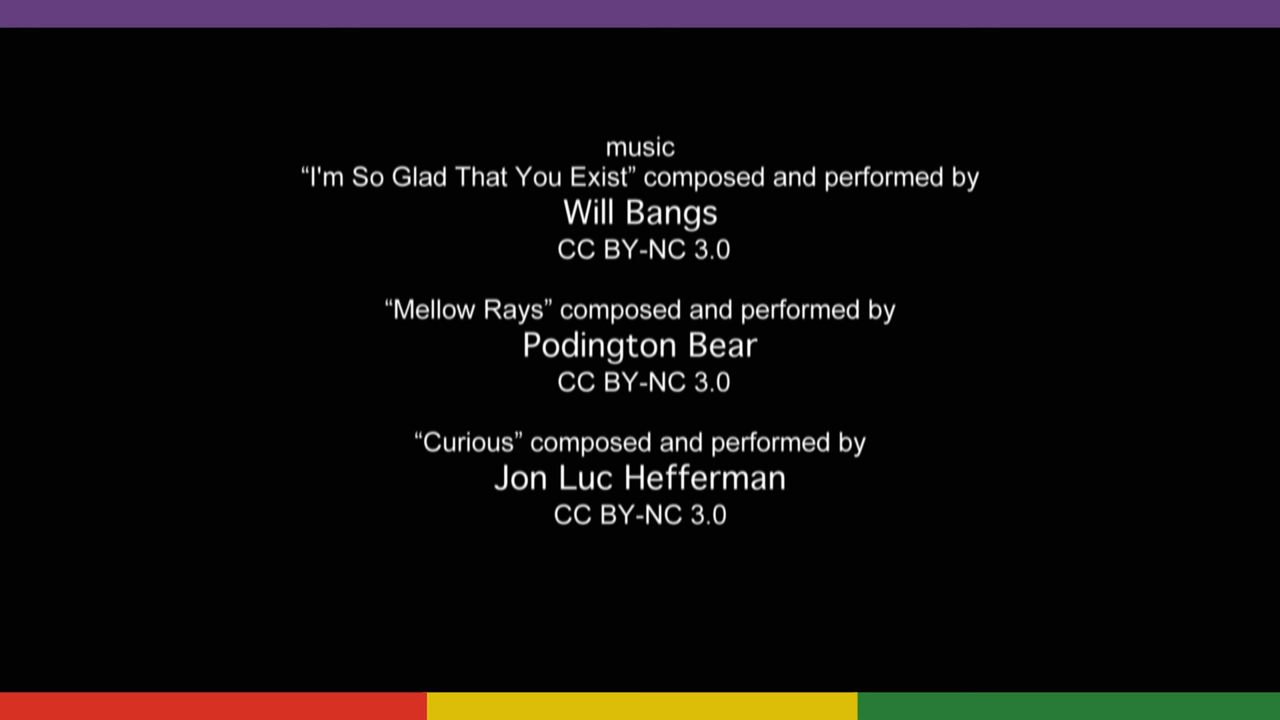 music
“I'm So Glad That You Exist” composed and performed by
Will Bangs
CC BY-NC 3.0
“Mellow Rays” composed and performed by
Podington Bear
CC BY-NC 3.0
“Curious” composed and performed by
Jon Luc Hefferman
CC BY-NC 3.0